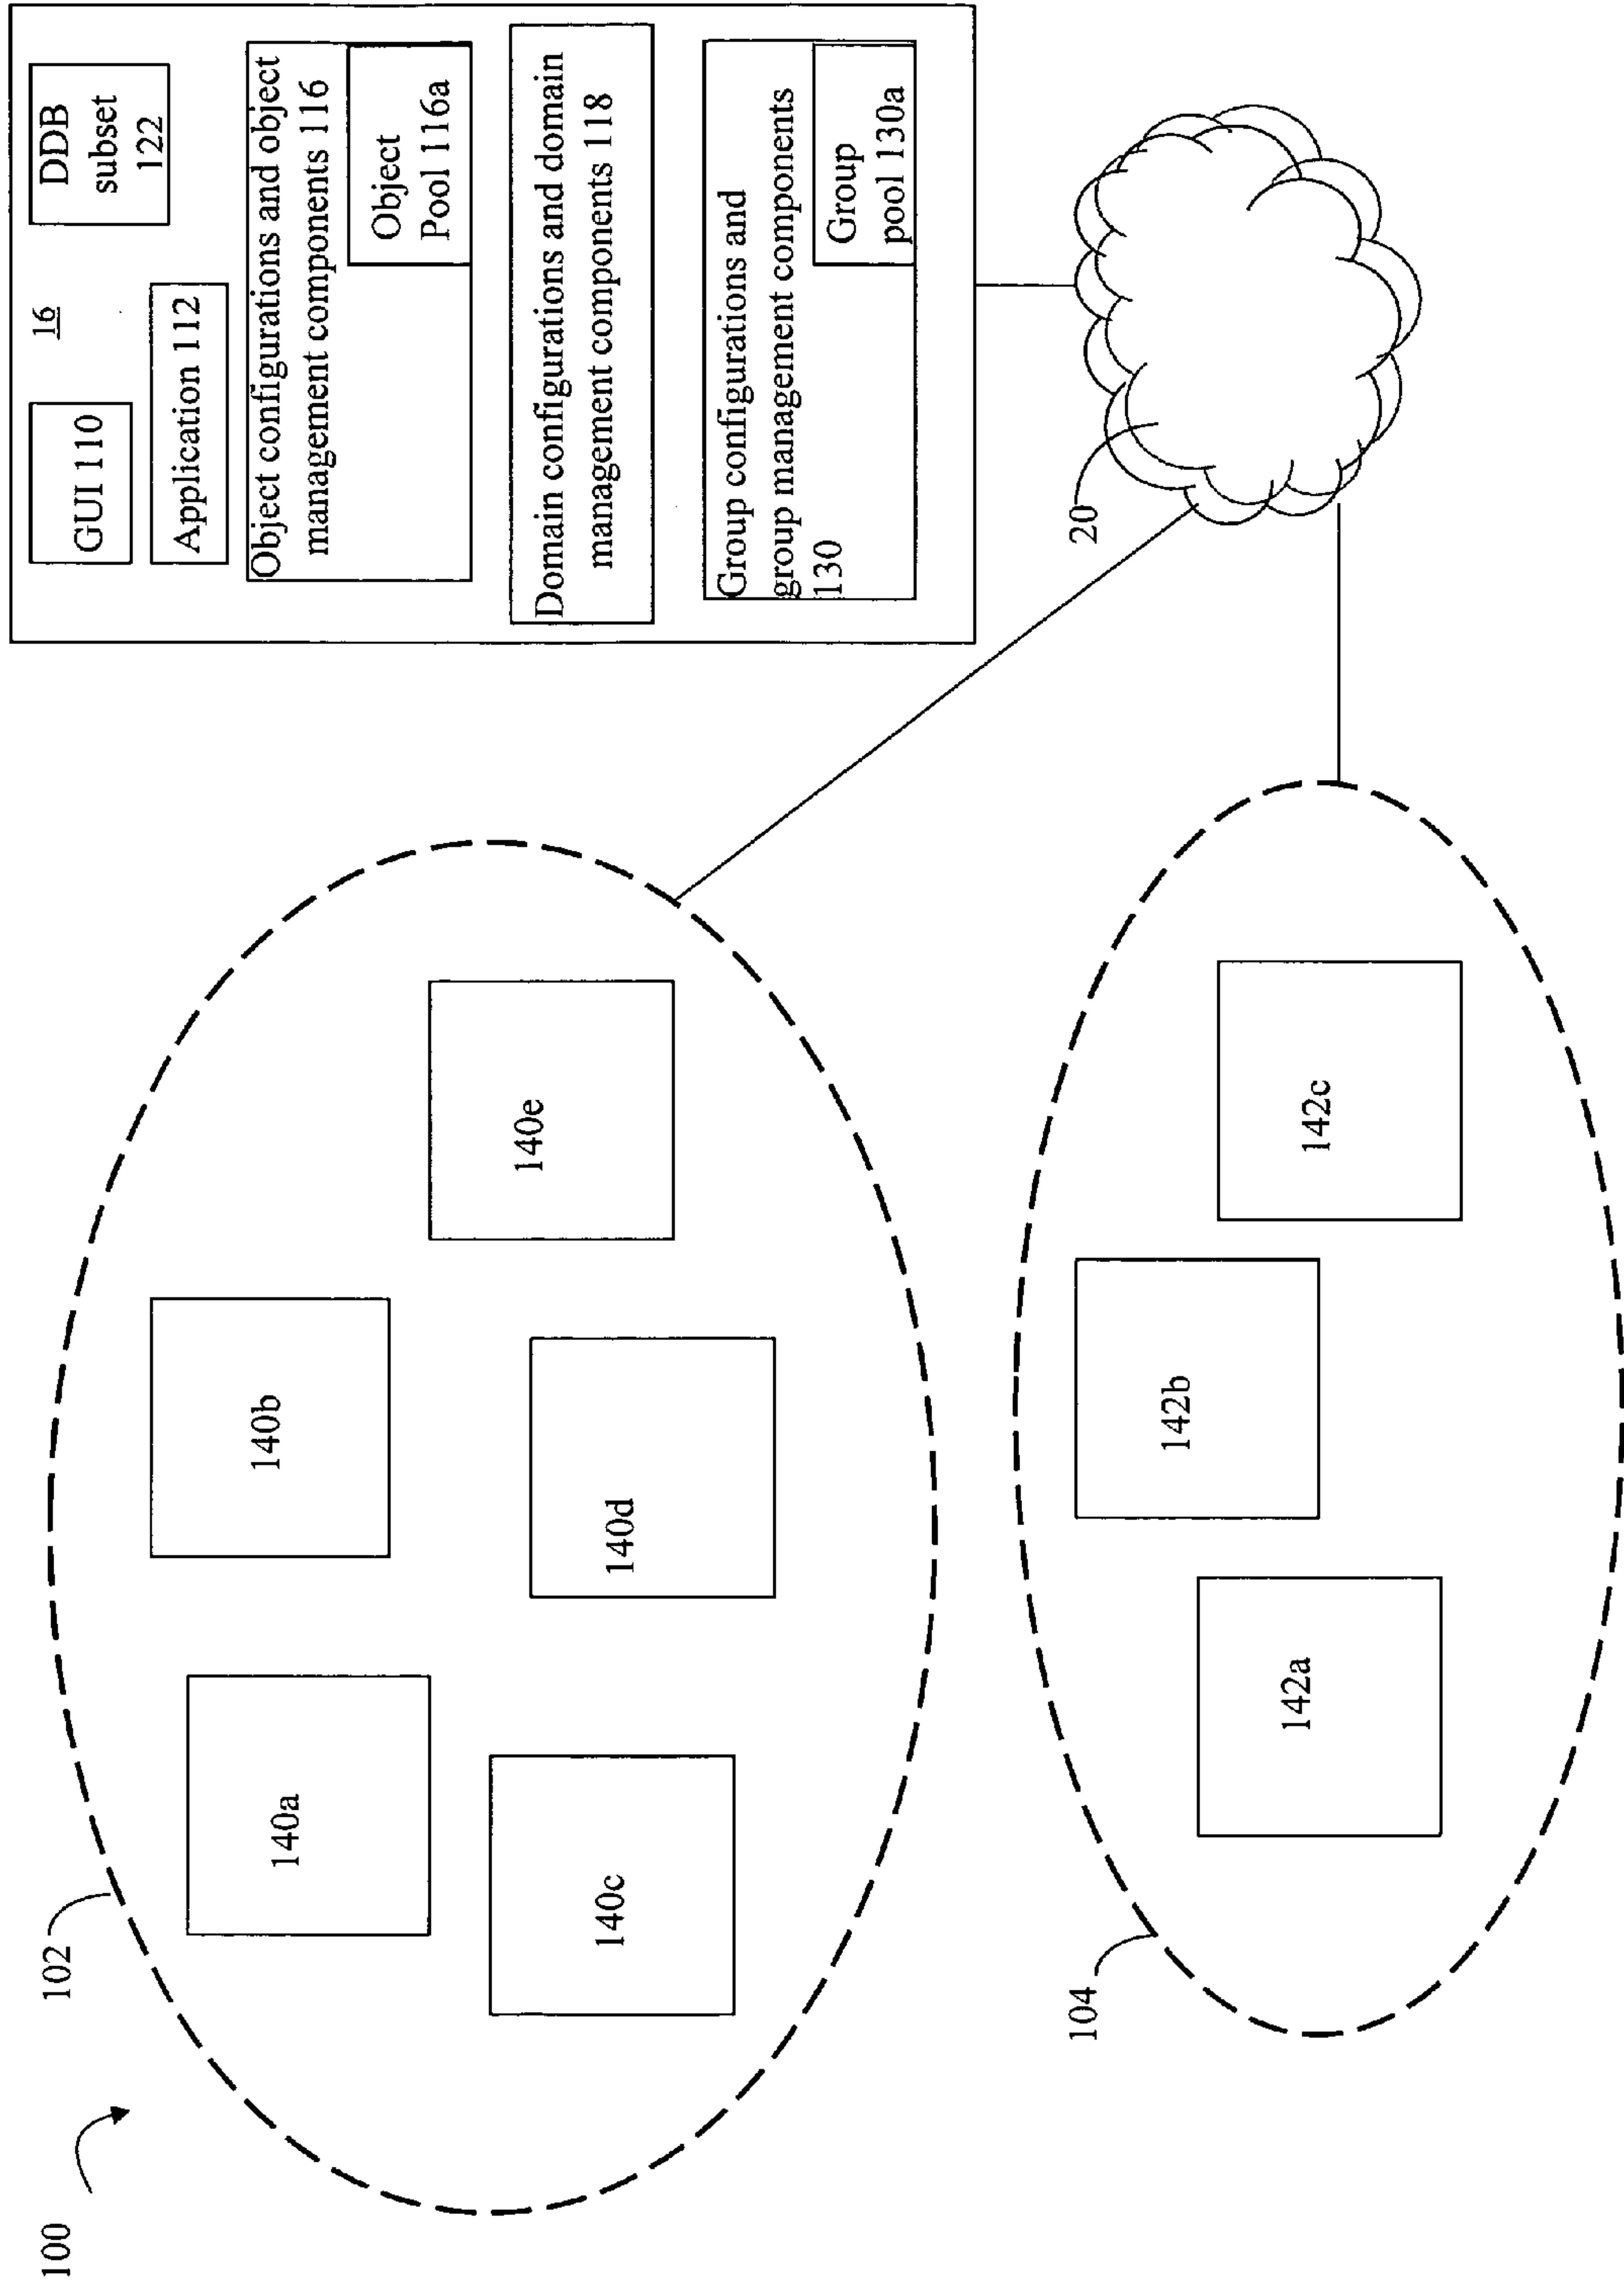 100
102
140a
140b
140c
140d
140e
16
GUI 110
DDB
subset
122
Application 112
Object configurations and object
management components 116
Object
Pool 116a
Domain configurations and domain
management components 118
Group configurations and
group management components
130
Group
pool 130a
104
142a
142b
142c
20